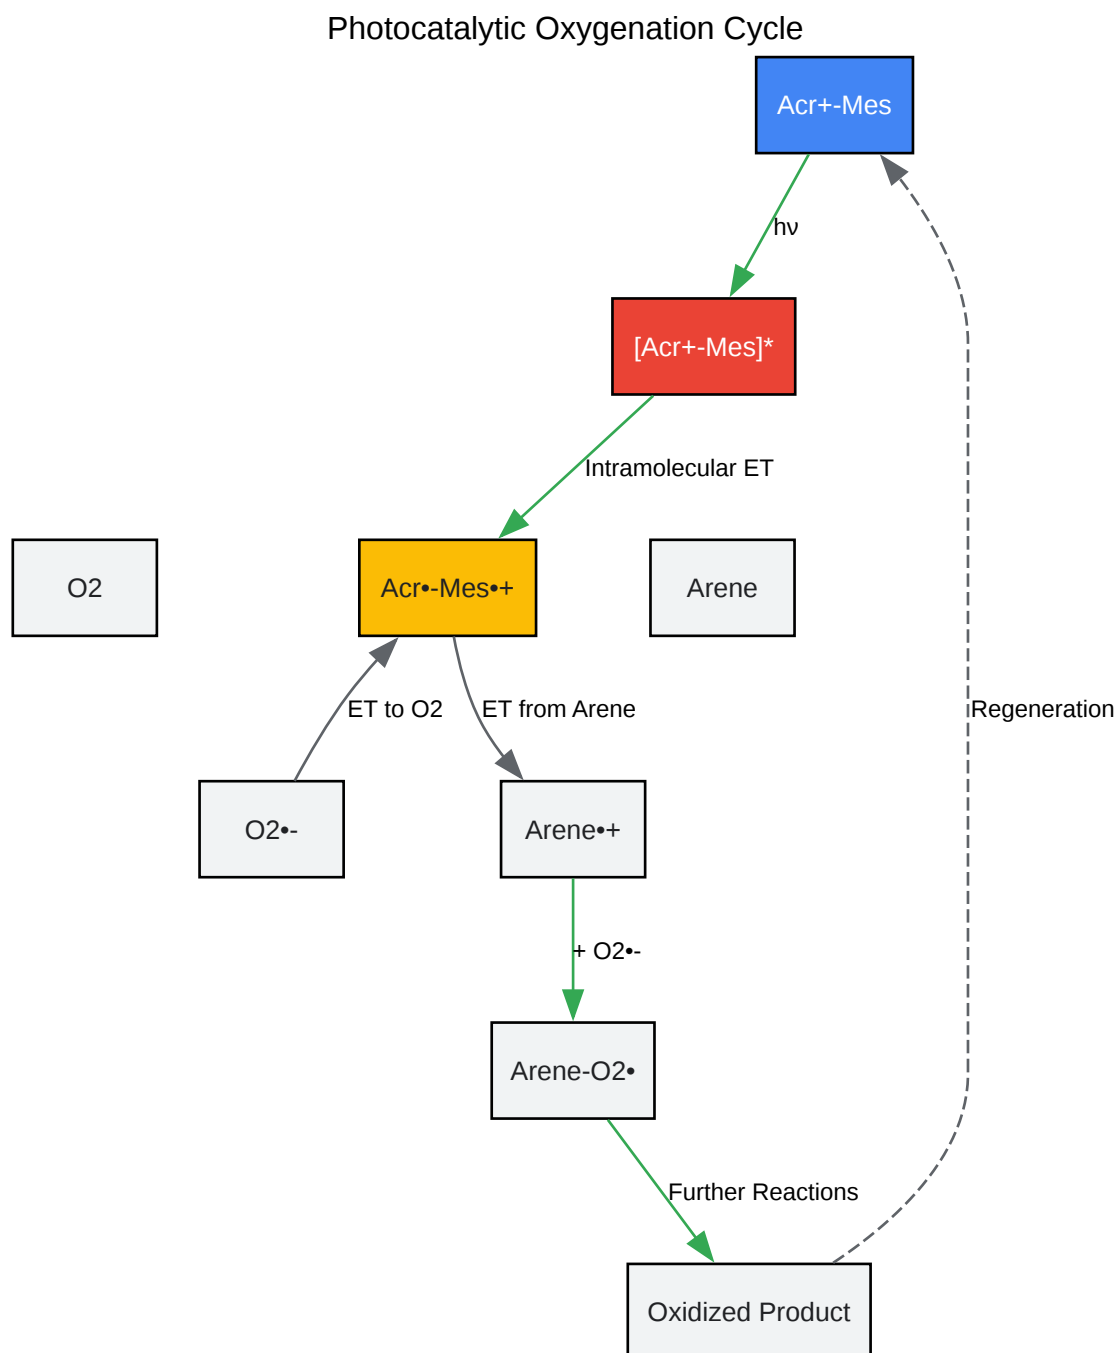 Photocatalytic Oxygenation Cycle
Acr+-Mes
hν
[Acr+-Mes]*
Intramolecular ET
O2
Acr•-Mes•+
Arene
ET to O2
ET from Arene
Regeneration
O2•-
Arene•+
+ O2•-
Arene-O2•
Further Reactions
Oxidized Product